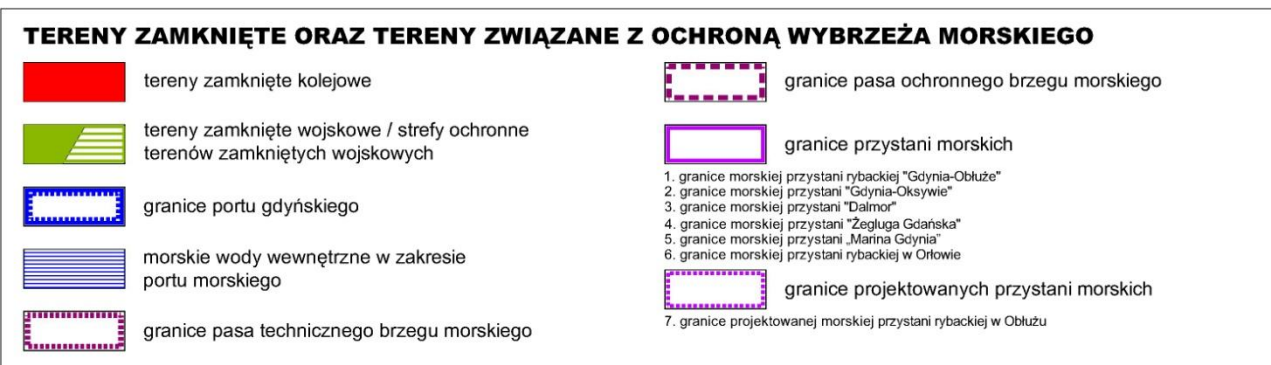 TERENY ZAMKNIĘTE ORAZ TERENY ZWIĄZANE Z OCHRONĄ WYBRZEŻA MORSKIEGO
tereny zamknięte kolejowe
tereny zamknięte wojskowe / strefy ochronne
terenów zamkniętych wojskowych
granice portu gdyńskiego
morskie wody wewnętrzne w zakresie
portu morskiego
granice pasa technicznego brzegu morskiego
granice pasa ochronnego brzegu morskiego
granice przystani morskich
1. granice morskiej przystani rybackiej "Gdynia-Obłuże"
2. granice morskiej przystani "Gdynia-Oksywie"
3. granice morskiej przystani "Dalmor"
4. granice morskiej przystani "Żegluga Gdańska"
5. granice morskiej przystani „Marina Gdynia”
6. granice morskiej przystani rybackiej w Orłowie
granice projektowanych przystani morskich
7. granice projektowanej morskiej przystani rybackiej w Obłużu